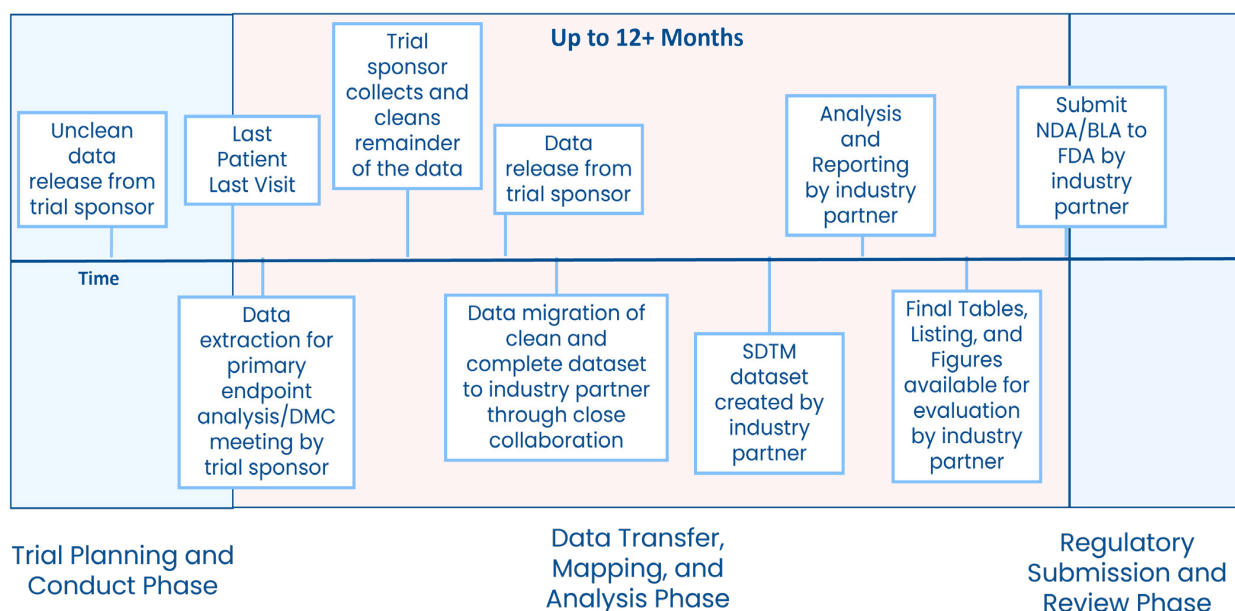 Up to 12+ Months
Unclean
data
release from
trial sponsor
Last
Patient
Last Visit
Trial
sponsor
collects and
cleans
remainder
of the data
Data
release from
trial sponsor
Analysis
and
Reporting
by industry
partner
Submit
NDA/BLA to
FDA by
industry
partner
Time
Data
extraction for
primary
endpoint
analysis/DMC
meeting by
trial sponsor
Data migration of
clean and
complete dataset
to industry partner
through close
collaboration
SDTM
dataset
created by
industry
partner
Final Tables,
Listing, and
Figures
available for
evaluation
by industry
partner
Trial Planning and
Conduct Phase
Data Transfer,
Mapping, and
Analysis Phase
Regulatory
Submission and
Review Phase